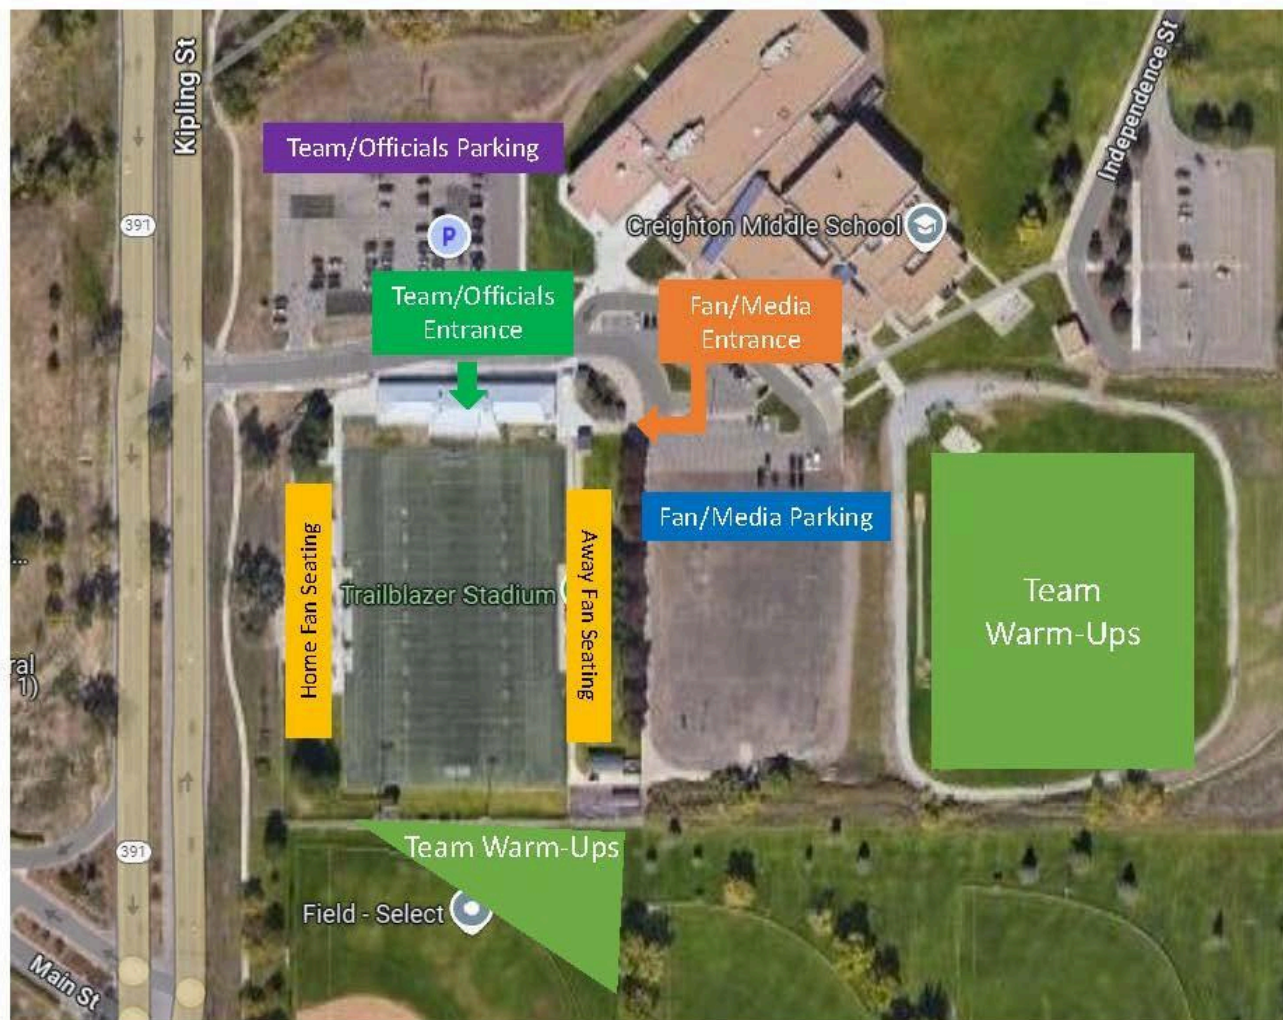 Kipling St
Independence St
Team/Officials Parking
391
P
Creighton Middle School
Team/Officials
Entrance
Fan/Media
Entrance
Home Fan Seating
Trailblazer Stadium
Away Fan Seating
Fan/Media Parking
Team
Warm-Ups
...
ral
1)
391
Team Warm-Ups
Field - Select
Main St